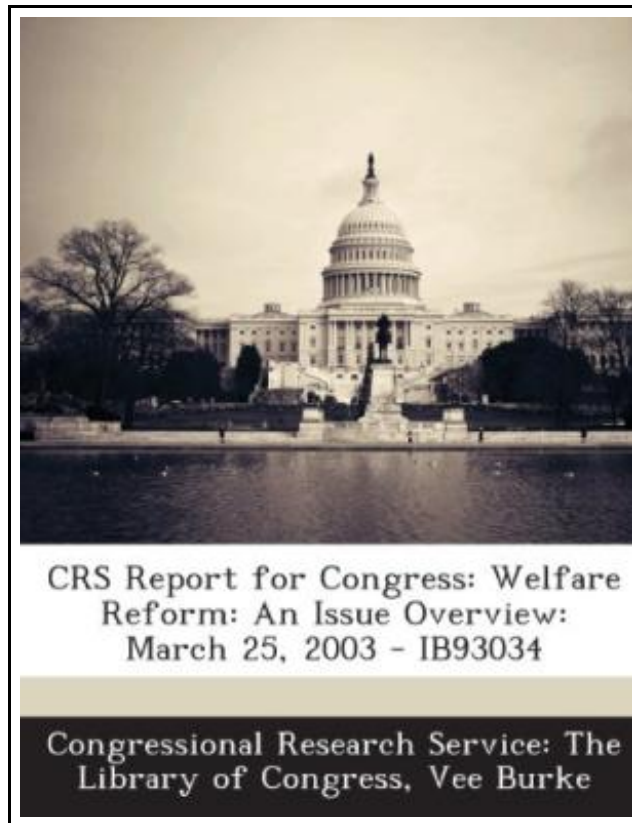 CRS Report for Congress: Welfare
Reform: An Issue Overview:
March 25, 2003 - IB93034
Congressional Research Service: The
Library of Congress, Vee Burke